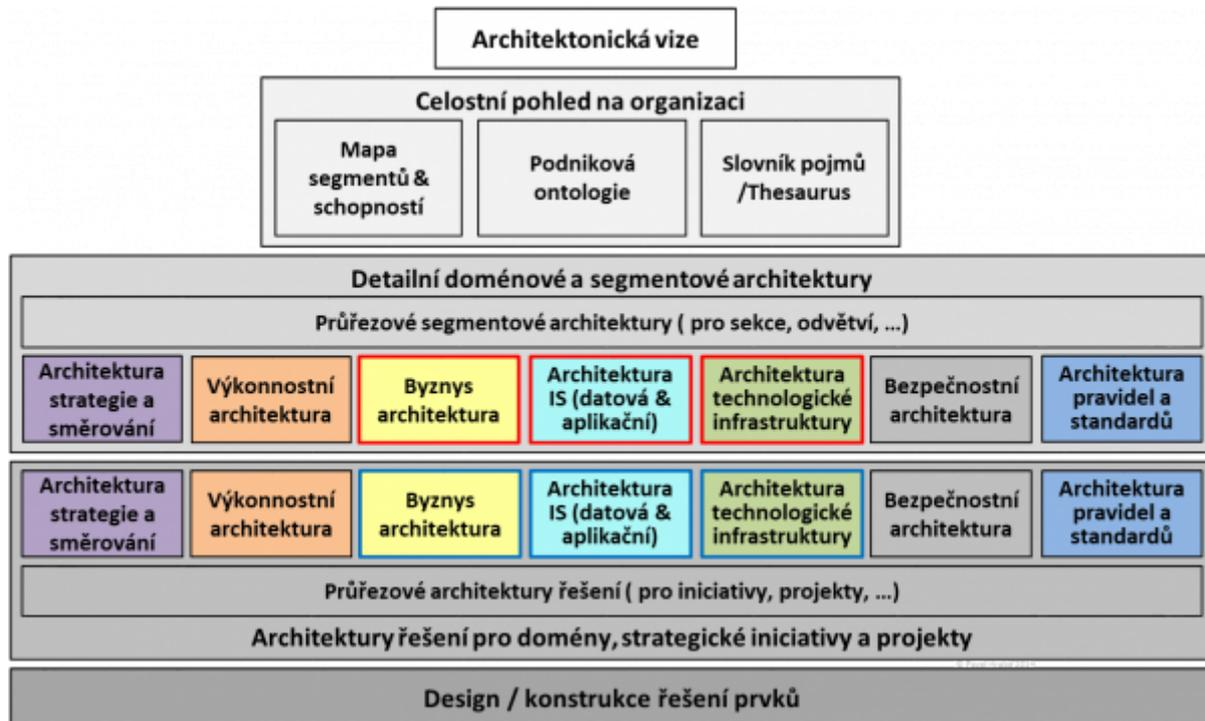 Architektonická vize
Celostní pohled na organizaci
Mapa
segmentů &
schopností
Podniková
ontologie
Slovník pojmů
/Thesaurus
Detailní doménové a segmentové architektury
Průřezové segmentové architektury ( pro sekce, odvětví, ...)
Architektura
strategie a
směrování
Výkonnostní
architektura
Byznys
architektura
Architektura
IS (datová &
aplikační)
Architektura
technologické
infrastruktury
Bezpečnostní
architektura
Architektura
pravidel a
standardů
Architektura
strategie a
směrování
Výkonnostní
architektura
Byznys
architektura
Architektura
IS (datová &
aplikační)
Architektura
technologické
infrastruktury
Bezpečnostní
architektura
Architektura
pravidel a
standardů
Průřezové architektury řešení ( pro iniciativy, projekty, ...)
Architektury řešení pro domény, strategické iniciativy a projekty
Design / konstrukce řešení prvků